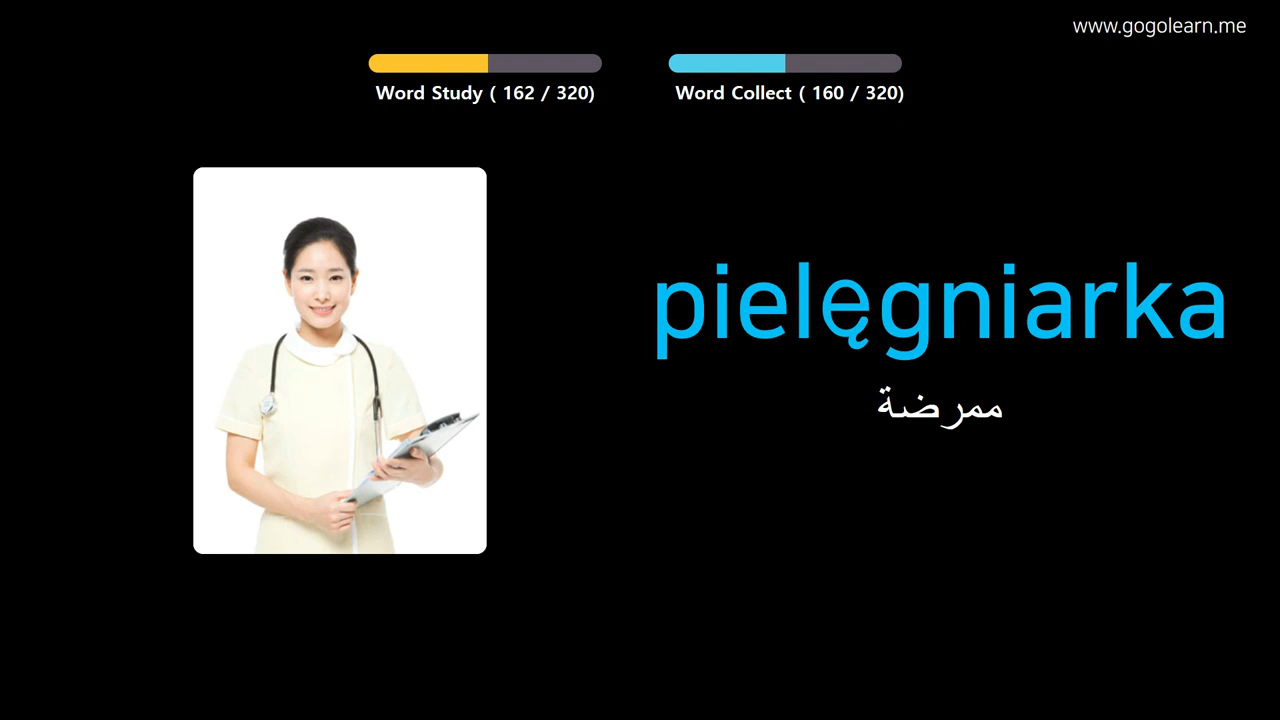 www.gogolearn.me
Word Study ( 162 / 320)
Word Collect ( 160 / 320)
pielęgniarka
ممرضة